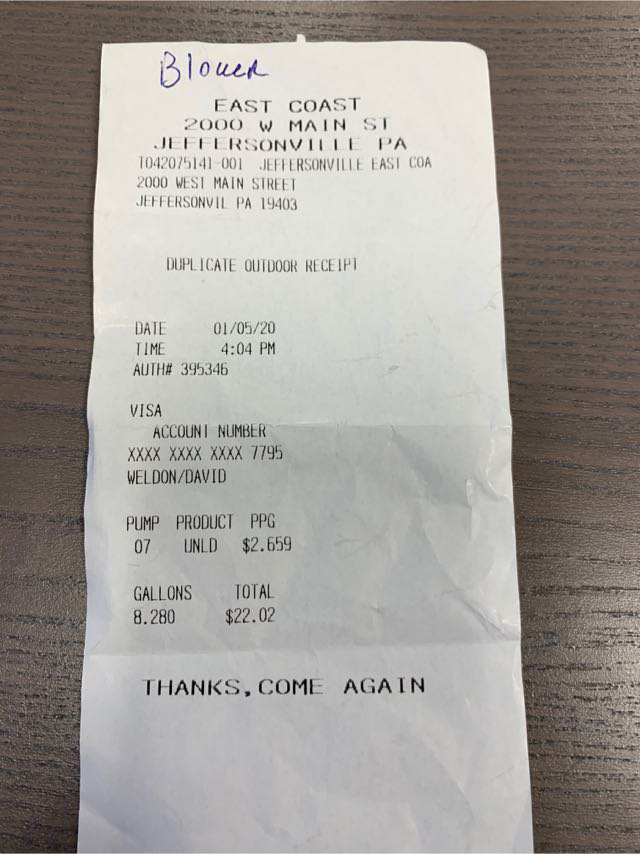 Blower
EAST COAST
2000 W MAIN ST
JEFFERSONVILLE PA
T042075141-001 JEFFERSONVILLE EAST COA
2000 WEST MAIN STREET
JEFFERSONVIL PA 19403
DUPLICATE OUTDOOR RECEIPT
DATE 01/05/20
TIME 4:04 PM
AUTH# 395346
VISA
ACCOUNT NUMBER
XXXX XXXX XXXX 7795
WELDON/DAVID
PUMP PRODUCT PPG
07 UNLD $2.659
GALLONS TOTAL
8.280 $22.02
THANKS, COME AGAIN